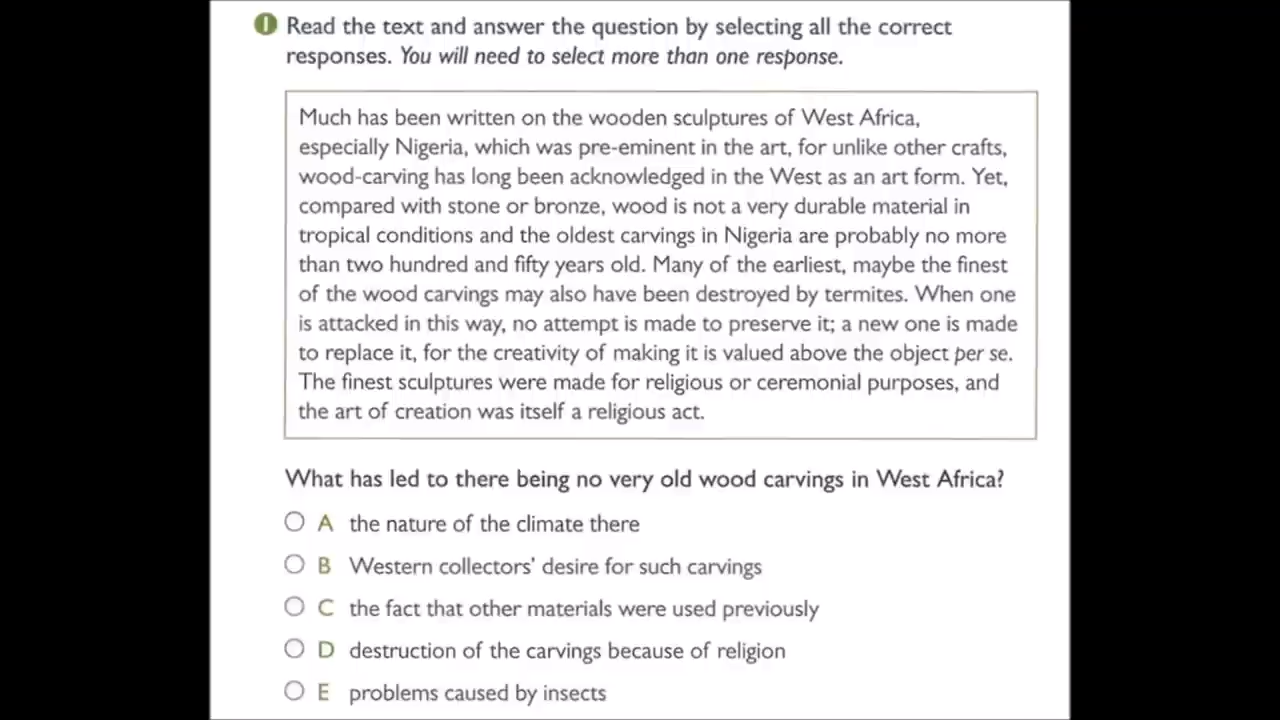 1 Read the text and answer the question by selecting all the correct
responses. You will need to select more than one response.
Much has been written on the wooden sculptures of West Africa,
especially Nigeria, which was pre-eminent in the art, for unlike other crafts,
wood-carving has long been acknowledged in the West as an art form. Yet,
compared with stone or bronze, wood is not a very durable material in
tropical conditions and the oldest carvings in Nigeria are probably no more
than two hundred and fifty years old. Many of the earliest, maybe the finest
of the wood carvings may also have been destroyed by termites. When one
is attacked in this way, no attempt is made to preserve it; a new one is made
to replace it, for the creativity of making it is valued above the object per se.
The finest sculptures were made for religious or ceremonial purposes, and
the art of creation was itself a religious act.
What has led to there being no very old wood carvings in West Africa?
A the nature of the climate there
B Western collectors' desire for such carvings
C the fact that other materials were used previously
D destruction of the carvings because of religion
E problems caused by insects